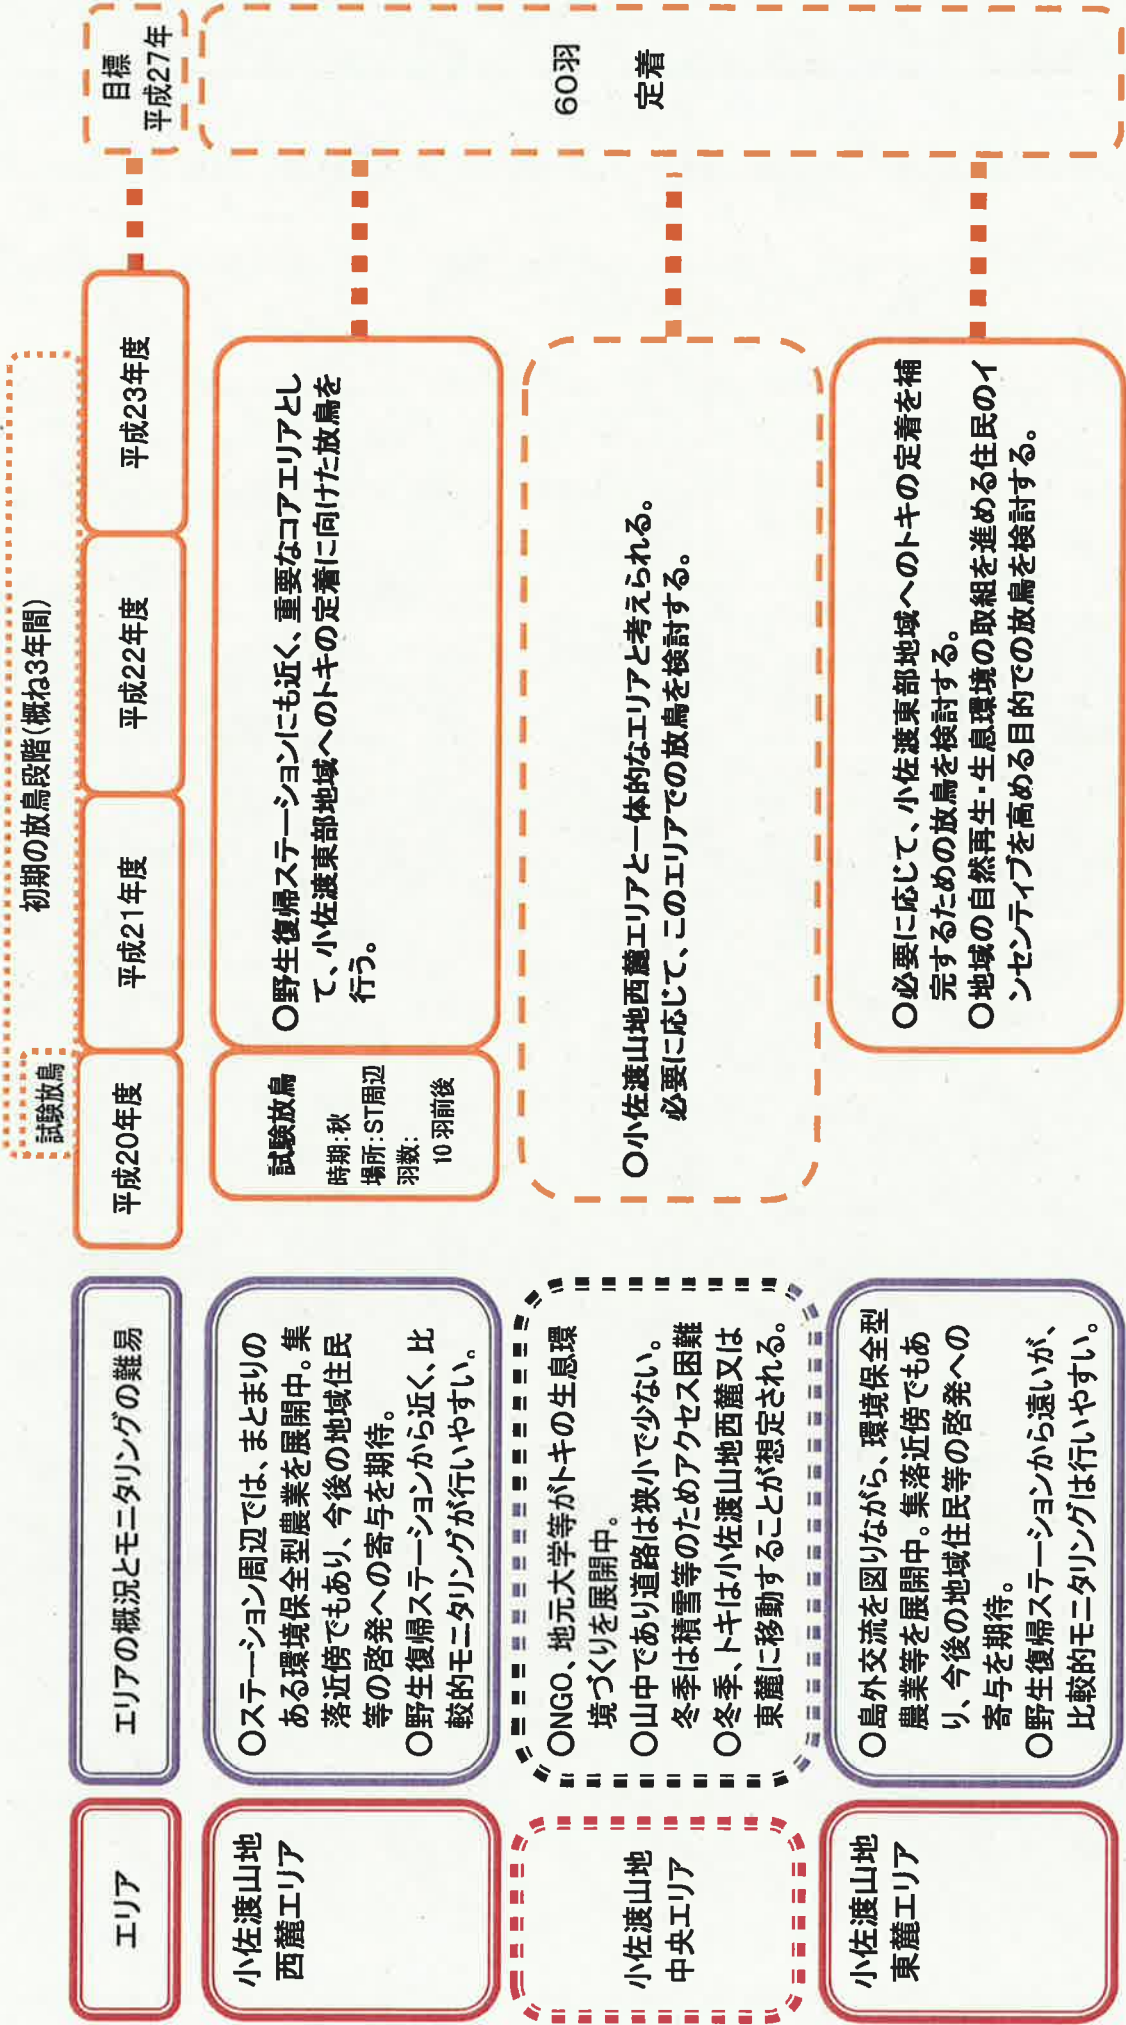 初期の放鳥段階(概ね3年間)
試験放鳥
エリア
エリアの概況とモニタリングの難易
平成20年度
平成21年度
平成22年度
平成23年度
目標
平成27年
小佐渡山地
西麓エリア
○ステーション周辺では、まとまりの
ある環境保全型農業を展開中。集
落近傍でもあり、今後の地域住民
等の啓発への寄与を期待。
○野生復帰ステーションから近く、比
較的モニタリングが行いやすい。
試験放鳥
時期:秋
場所:ST周辺
羽数:
10羽前後
○野生復帰ステーションにも近く、重要なコアエリアとし
て、小佐渡東部地域へのトキの定着に向けた放鳥を
行う。
小佐渡山地
中央エリア
○NGO、地元大学等がトキの生息環
境づくりを展開中。
○山中であり道路は狭小で少ない。
冬季は積雪等のためアクセス困難
○冬季、トキは小佐渡山地西麓又は
東麓に移動することが想定される。
○小佐渡山地西麓エリアと一体的なエリアと考えられる。
必要に応じて、このエリアでの放鳥を検討する。
小佐渡山地
東麓エリア
○島外交流を図りながら、環境保全型
農業等を展開中。集落近傍でもあ
り、今後の地域住民等の啓発への
寄与を期待。
○野生復帰ステーションから遠いが、
比較的モニタリングは行いやすい。
○必要に応じて、小佐渡東部地域へのトキの定着を補
完するための放鳥を検討する。
○地域の自然再生・生息環境の取組を進める住民のイ
ンセンティブを高める目的での放鳥を検討する。
60羽
定着